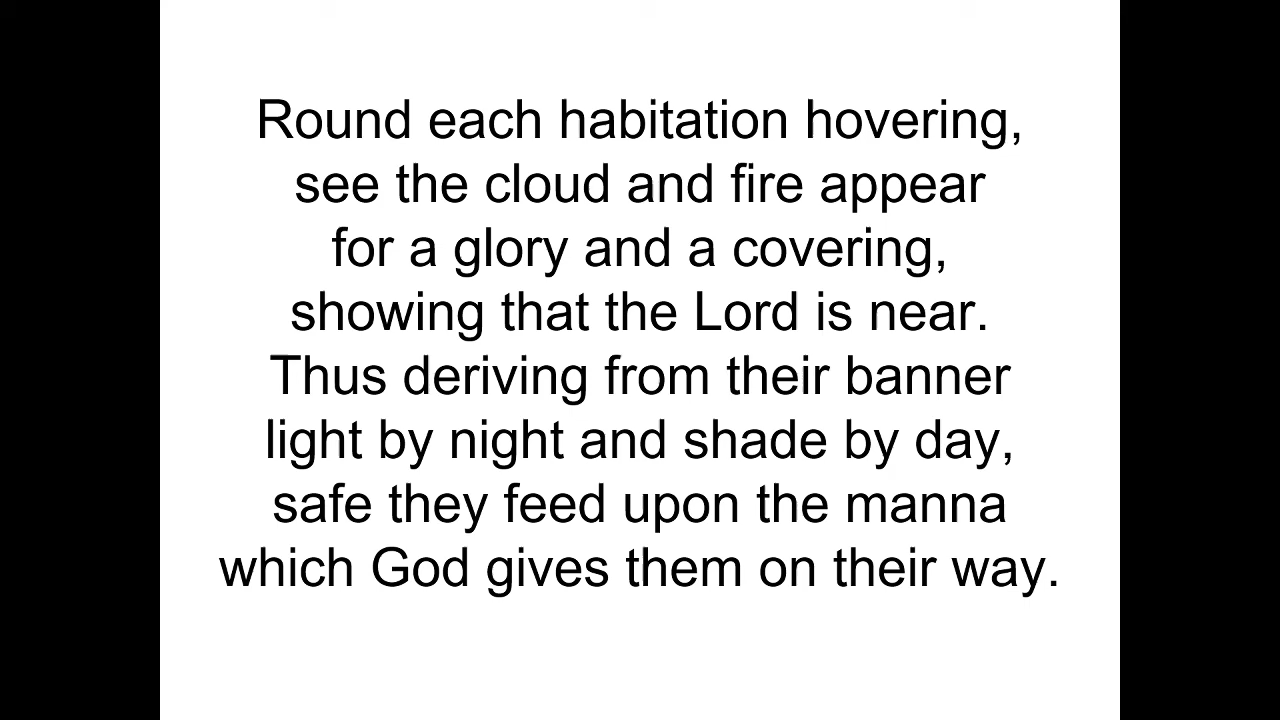 Round each habitation hovering,
see the cloud and fire appear
for a glory and a covering,
showing that the Lord is near.
Thus deriving from their banner
light by night and shade by day,
safe they feed upon the manna
which God gives them on their way.